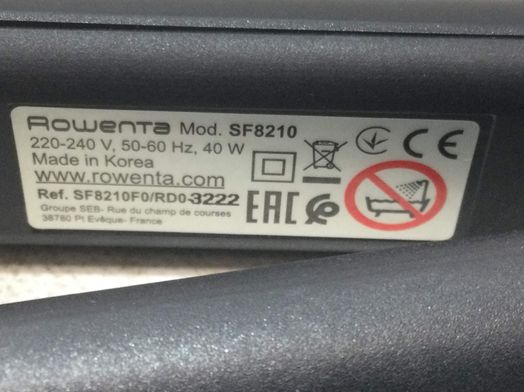 Rowenta Mod. SF8210
220-240 V, 50-60 Hz, 40 W
Made in Korea
www.rowenta.com
Ref. SF8210F0/RD0-3222
Groupe SEB- Rue du champ de courses
38780 Pt Evêque- France
CE
EAC